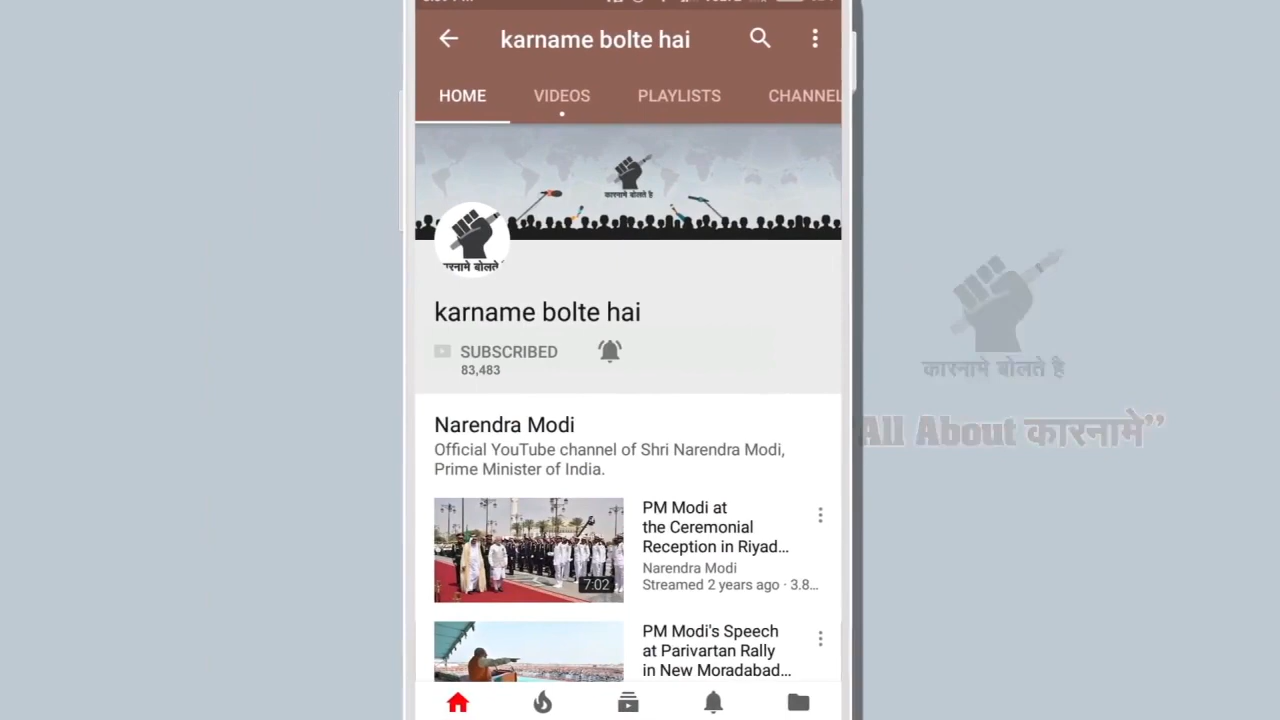 karname bolte hai
HOME VIDEOS PLAYLISTS CHANNEL
कारनामे बोलते है
karname bolte hai
SUBSCRIBED
83,483
Narendra Modi
Official YouTube channel of Shri Narendra Modi,
Prime Minister of India.
7:02
PM Modi at
the Ceremonial
Reception in Riyad...
Narendra Modi
Streamed 2 years ago · 3.8...
PM Modi's Speech
at Parivartan Rally
in New Moradabad...
कारनामे बोलते है
All About कारनामे”